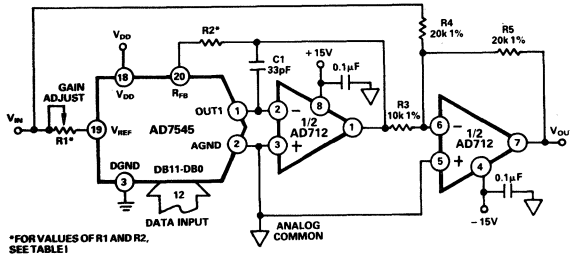 R4
20k 1%
R5
20k 1%
R2*
C1
33pF
+15V
0.1μF
VDD
GAIN
ADJUST
VIN
R1*
18
VDD
20
RFB
19
VREF
AD7545
OUT1
1
AGND
2
DGND
3
DB11-DB0
12
DATA INPUT
2
−
3
+
8
1/2
AD712
1
R3
10k 1%
6
−
5
+
1/2
AD712
4
7
VOUT
0.1μF
−15V
ANALOG
COMMON
*FOR VALUES OF R1 AND R2,
SEE TABLE I